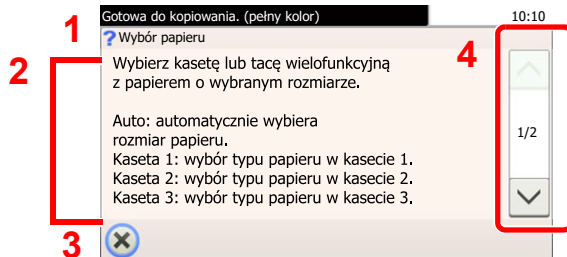 Gotowa do kopiowania. (pełny kolor) 10:10
1 ? Wybór papieru
2
4
Wybierz kasetę lub tacę wielofunkcyjną
z papierem o wybranym rozmiarze.
Auto: automatycznie wybiera
rozmiar papieru.
1/2
Kaseta 1: wybór typu papieru w kasecie 1.
Kaseta 2: wybór typu papieru w kasecie 2.
Kaseta 3: wybór typu papieru w kasecie 3.
3